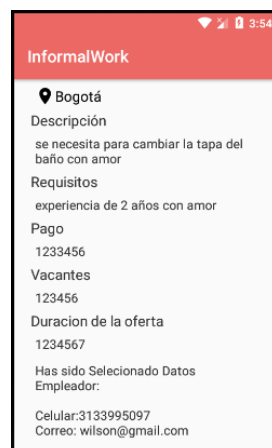 3:54
InformalWork
Bogotá
Descripción
se necesita para cambiar la tapa del
baño con amor
Requisitos
experiencia de 2 años con amor
Pago
1233456
Vacantes
123456
Duracion de la oferta
1234567
Has sido Selecionado Datos
Empleador:
Celular:3133995097
Correo: wilson@gmail.com